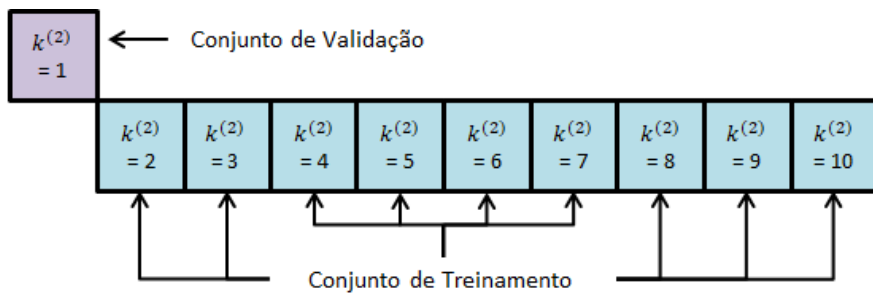 k^(2)
= 1
Conjunto de Validação
k^(2) k^(2) k^(2) k^(2) k^(2) k^(2) k^(2) k^(2) k^(2)
= 2 = 3 = 4 = 5 = 6 = 7 = 8 = 9 = 10
Conjunto de Treinamento